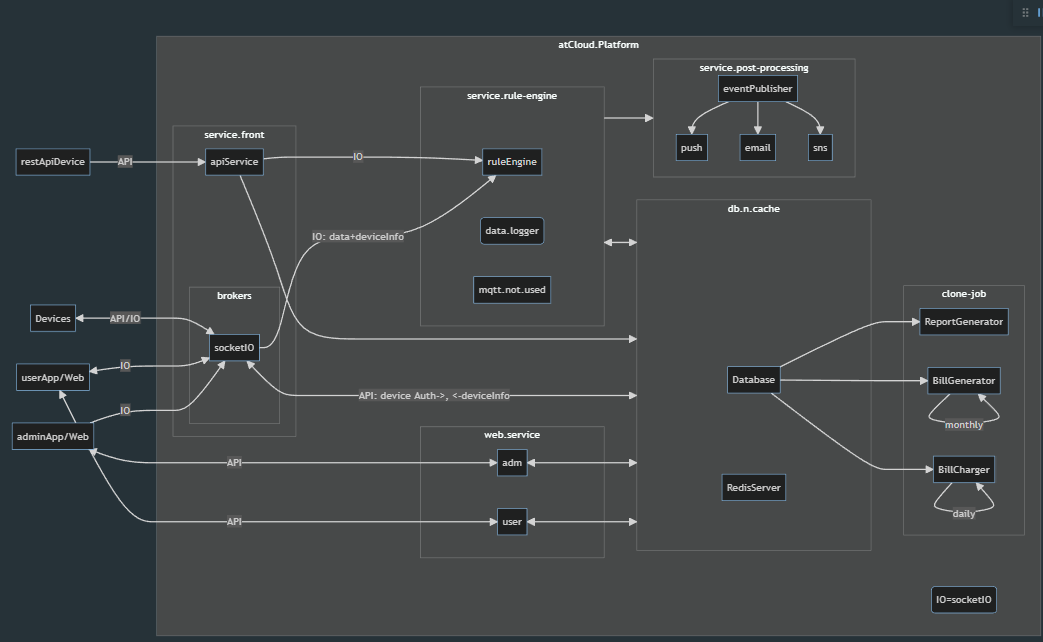 atCloud.Platform
service.post-processing
eventPublisher
push
email
sns
service.rule-engine
ruleEngine
data.logger
mqtt.not.used
service.front
apiService
restApiDevice
API
IO
IO: data+deviceInfo
db.n.cache
brokers
socketIO
Devices
API/IO
userApp/Web
IO
adminApp/Web
IO
API: device Auth->, <-deviceInfo
clone-job
ReportGenerator
Database
BillGenerator
monthly
BillCharger
daily
RedisServer
web.service
adm
API
user
API
IO=socketIO